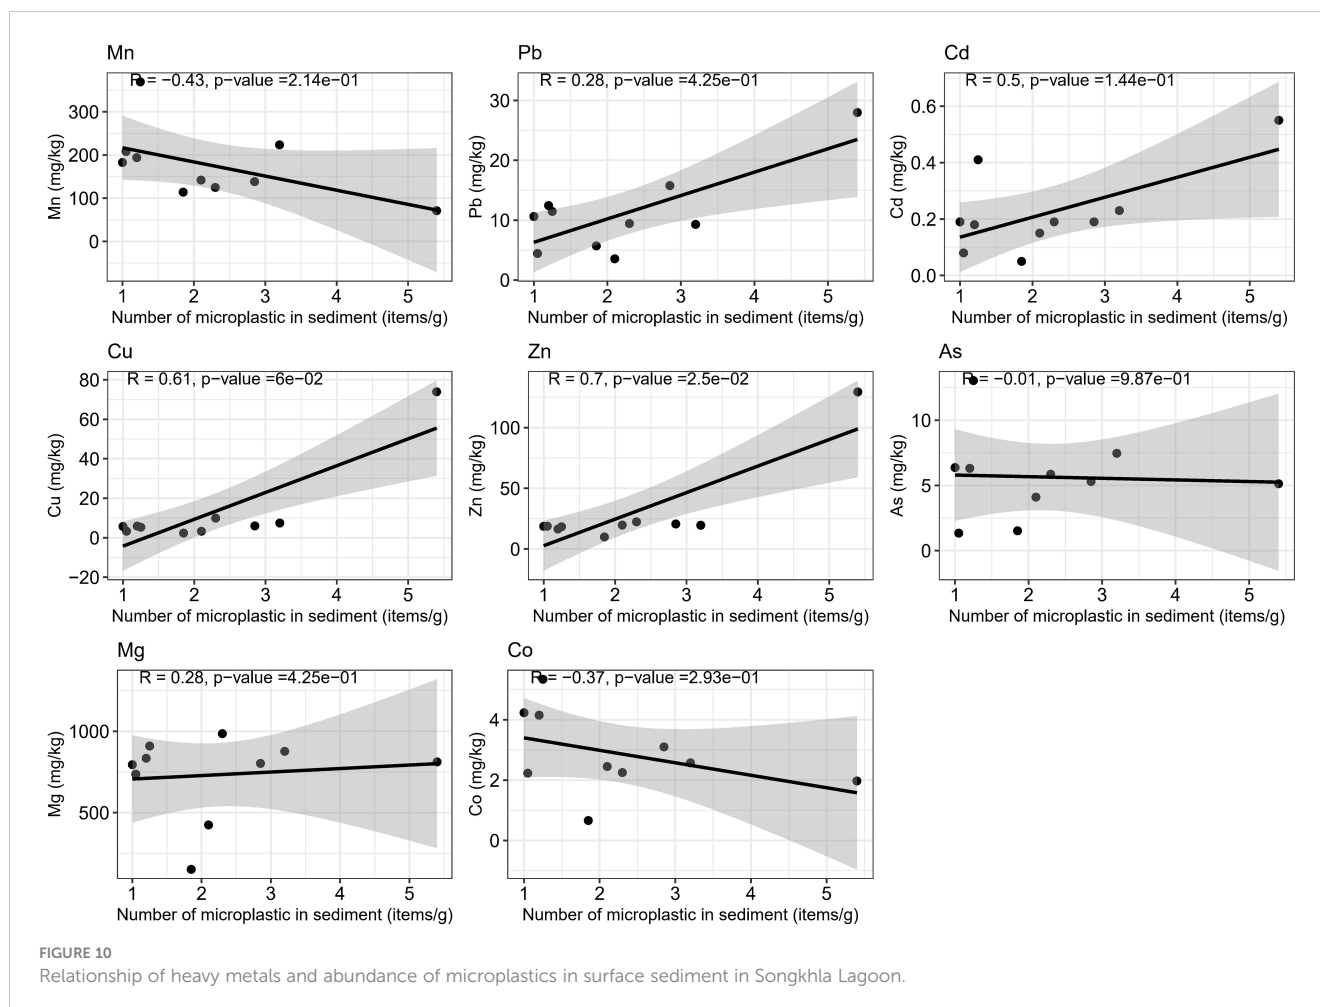 Mn
R = −0.43, p−value =2.14e−01
Mn (mg/kg)
300
200
100
0
1 2 3 4 5
Number of microplastic in sediment (items/g)
Pb
R = 0.28, p−value =4.25e−01
Pb (mg/kg)
30
20
10
0
1 2 3 4 5
Number of microplastic in sediment (items/g)
Cd
R = 0.5, p−value =1.44e−01
Cd (mg/kg)
0.6
0.4
0.2
0.0
1 2 3 4 5
Number of microplastic in sediment (items/g)
Cu
R = 0.61, p−value =6e−02
Cu (mg/kg)
80
60
40
20
0
−20
1 2 3 4 5
Number of microplastic in sediment (items/g)
Zn
R = 0.7, p−value =2.5e−02
Zn (mg/kg)
100
50
0
1 2 3 4 5
Number of microplastic in sediment (items/g)
As
R = −0.01, p−value =9.87e−01
As (mg/kg)
10
5
0
1 2 3 4 5
Number of microplastic in sediment (items/g)
Mg
R = 0.28, p−value =4.25e−01
Mg (mg/kg)
1000
500
1 2 3 4 5
Number of microplastic in sediment (items/g)
Co
R = −0.37, p−value =2.93e−01
Co (mg/kg)
4
2
0
1 2 3 4 5
Number of microplastic in sediment (items/g)
FIGURE 10
Relationship of heavy metals and abundance of microplastics in surface sediment in Songkhla Lagoon.